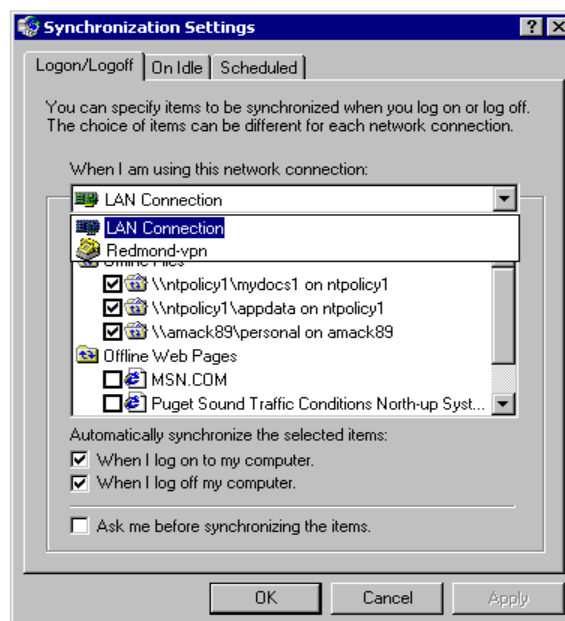 Synchronization Settings
Logon/Logoff
On Idle
Scheduled
You can specify items to be synchronized when you log on or log off.
The choice of items can be different for each network connection.
When I am using this network connection:
LAN Connection
LAN Connection
Redmond-vpn
Offline Files
\\ntpolicy1\mydocs1 on ntpolicy1
\\ntpolicy1\appdata on ntpolicy1
\\amack89\personal on amack89
Offline Web Pages
MSN.COM
Puget Sound Traffic Conditions North-up Syst...
Automatically synchronize the selected items:
When I log on to my computer.
When I log off my computer.
Ask me before synchronizing the items.
OK
Cancel
Apply